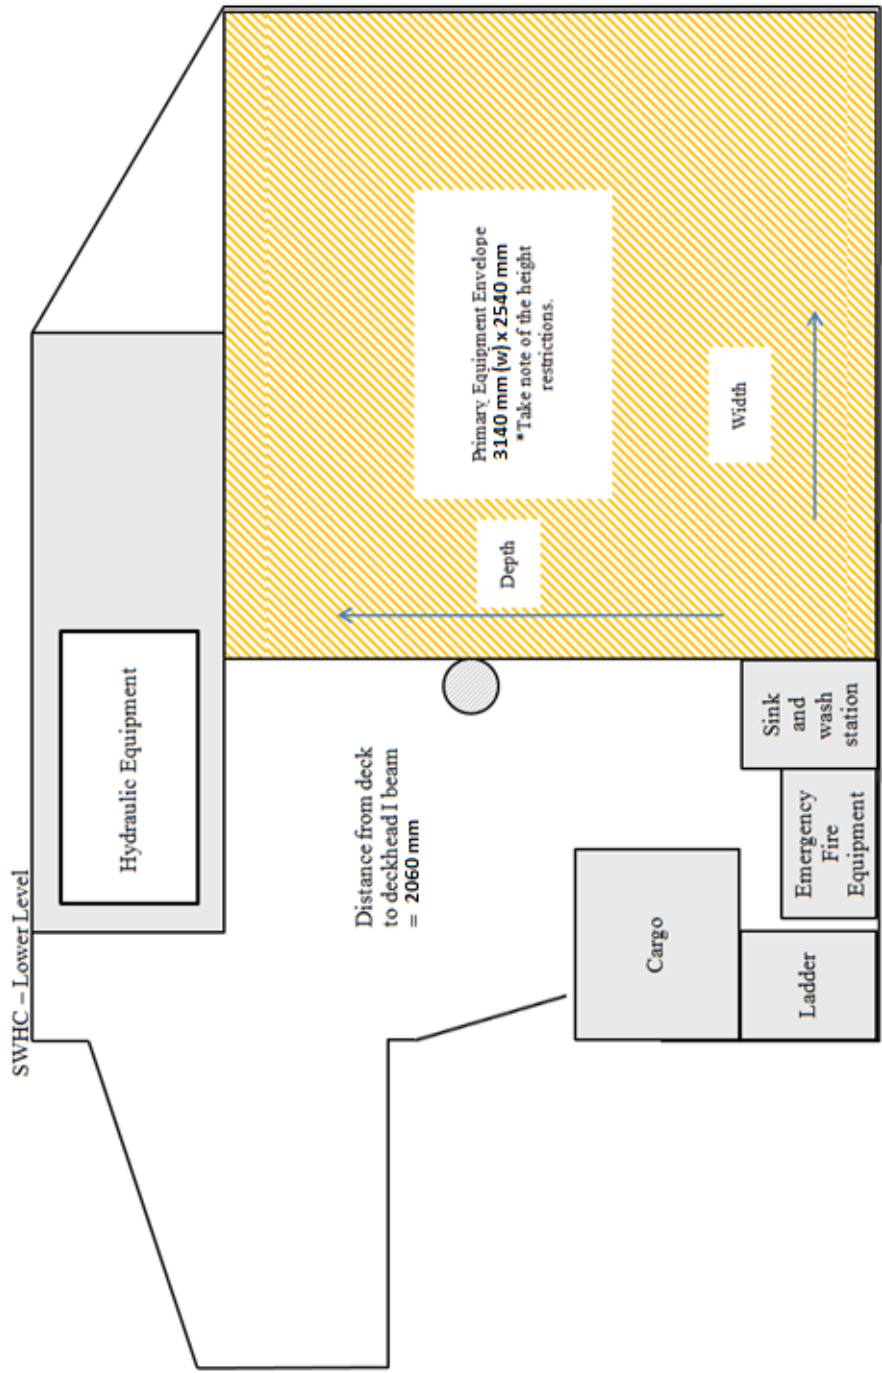 SWHC – Lower Level
Hydraulic Equipment
Distance from deck
to deckhead I beam
= 2060 mm
Primary Equipment Envelope
3140 mm (w) x 2540 mm
*Take note of the height
restrictions.
Depth
Width
Cargo
Ladder
Emergency
Fire
Equipment
Sink
and
wash
station